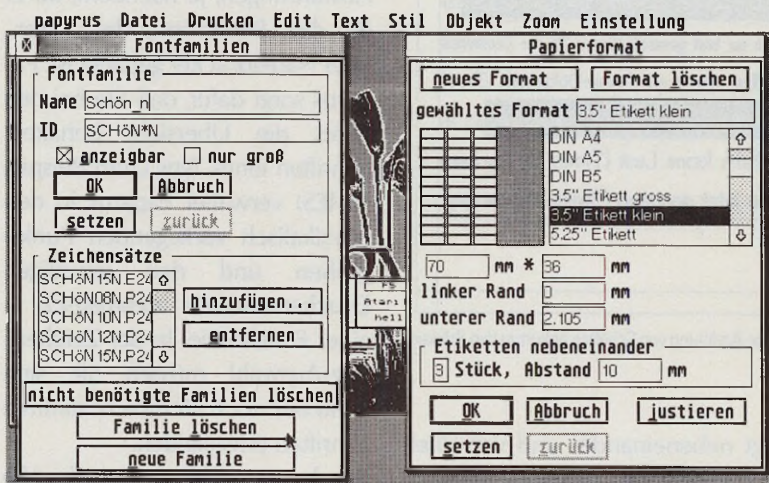 papyrus Datei Drucken Edit Text Stil Objekt Zoom Einstellung
Fontfamilien
Fontfamilie
Name Schön_n
ID SCHöN*N
anzeigbar nur groß
OK Abbruch
setzen zurück
Zeichensätze
SCHöN15N.E24
SCHöN08N.P24
SCHöN10N.P24
SCHöN12N.P24
SCHöN15N.P24
hinzufügen...
entfernen
nicht benötigte Familien löschen
Familie löschen
neue Familie
Atari
Papierformat
neues Format Format löschen
gewähltes Format 3.5" Etikett klein
DIN A4
DIN A5
DIN B5
3.5" Etikett gross
3.5" Etikett klein
5.25" Etikett
70 mm * 36 mm
linker Rand 0 mm
unterer Rand 2.105 mm
Etiketten nebeneinander
3 Stück, Abstand 10 mm
OK Abbruch justieren
setzen zurück